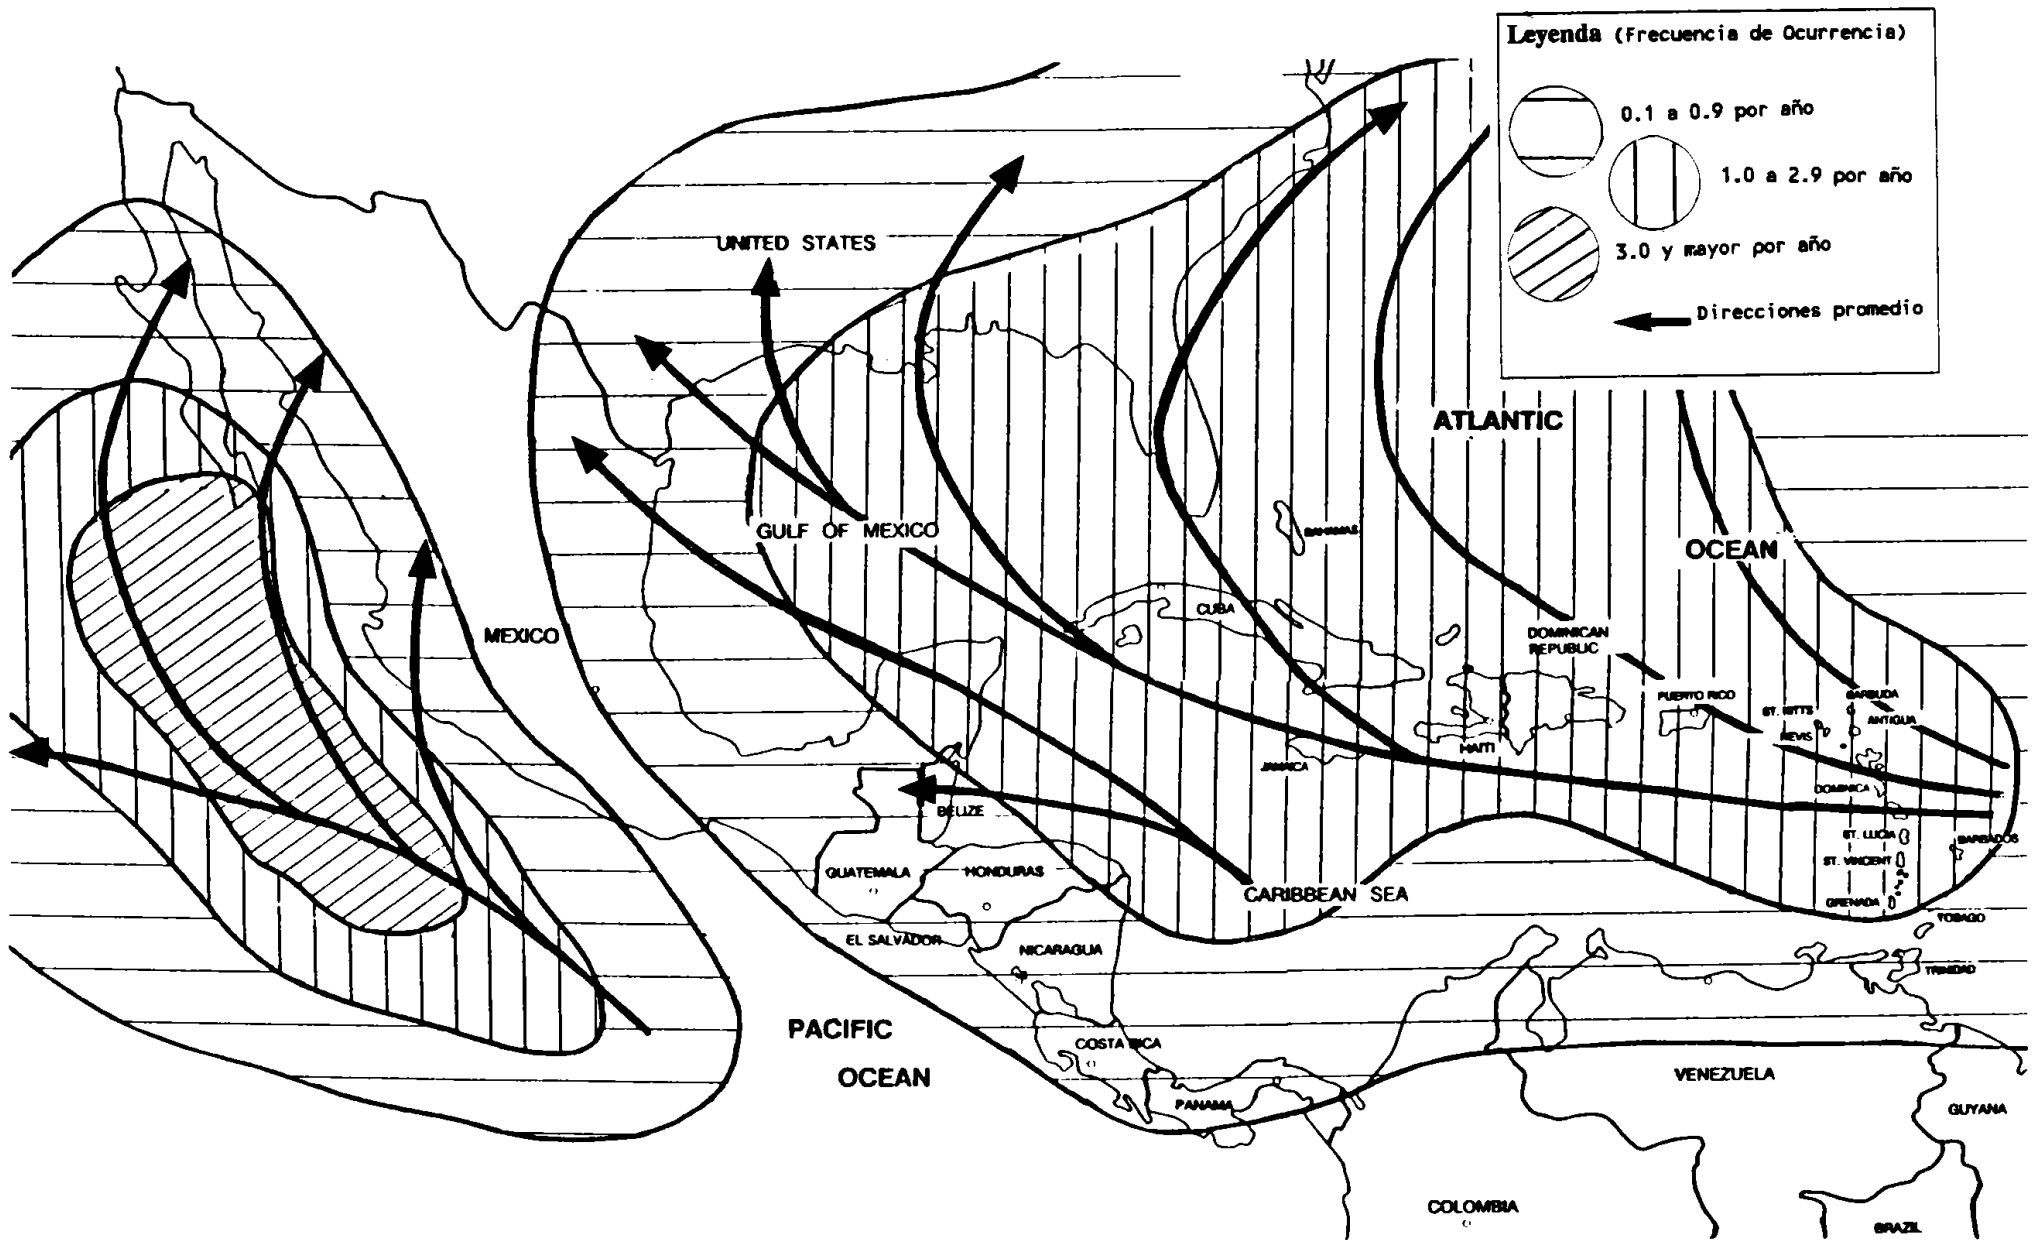 Leyenda (Frecuencia de Ocurrencia)
0.1 a 0.9 por año
1.0 a 2.9 por año
3.0 y mayor por año
Direcciones promedio
UNITED STATES
ATLANTIC
OCEAN
GULF OF MEXICO
BAHAMAS
MEXICO
CUBA
DOMINICAN
REPUBLIC
PUERTO RICO
BARBUDA
ST. KITTS
ANTIGUA
NEVIS
HAITI
JAMAICA
DOMINICA
BELIZE
ST. LUCIA
BARBADOS
ST. VINCENT
GUATEMALA
HONDURAS
CARIBBEAN SEA
GRENADA
TOBAGO
EL SALVADOR
NICARAGUA
TRINIDAD
PACIFIC
OCEAN
COSTA RICA
PANAMA
VENEZUELA
GUYANA
COLOMBIA
BRAZIL